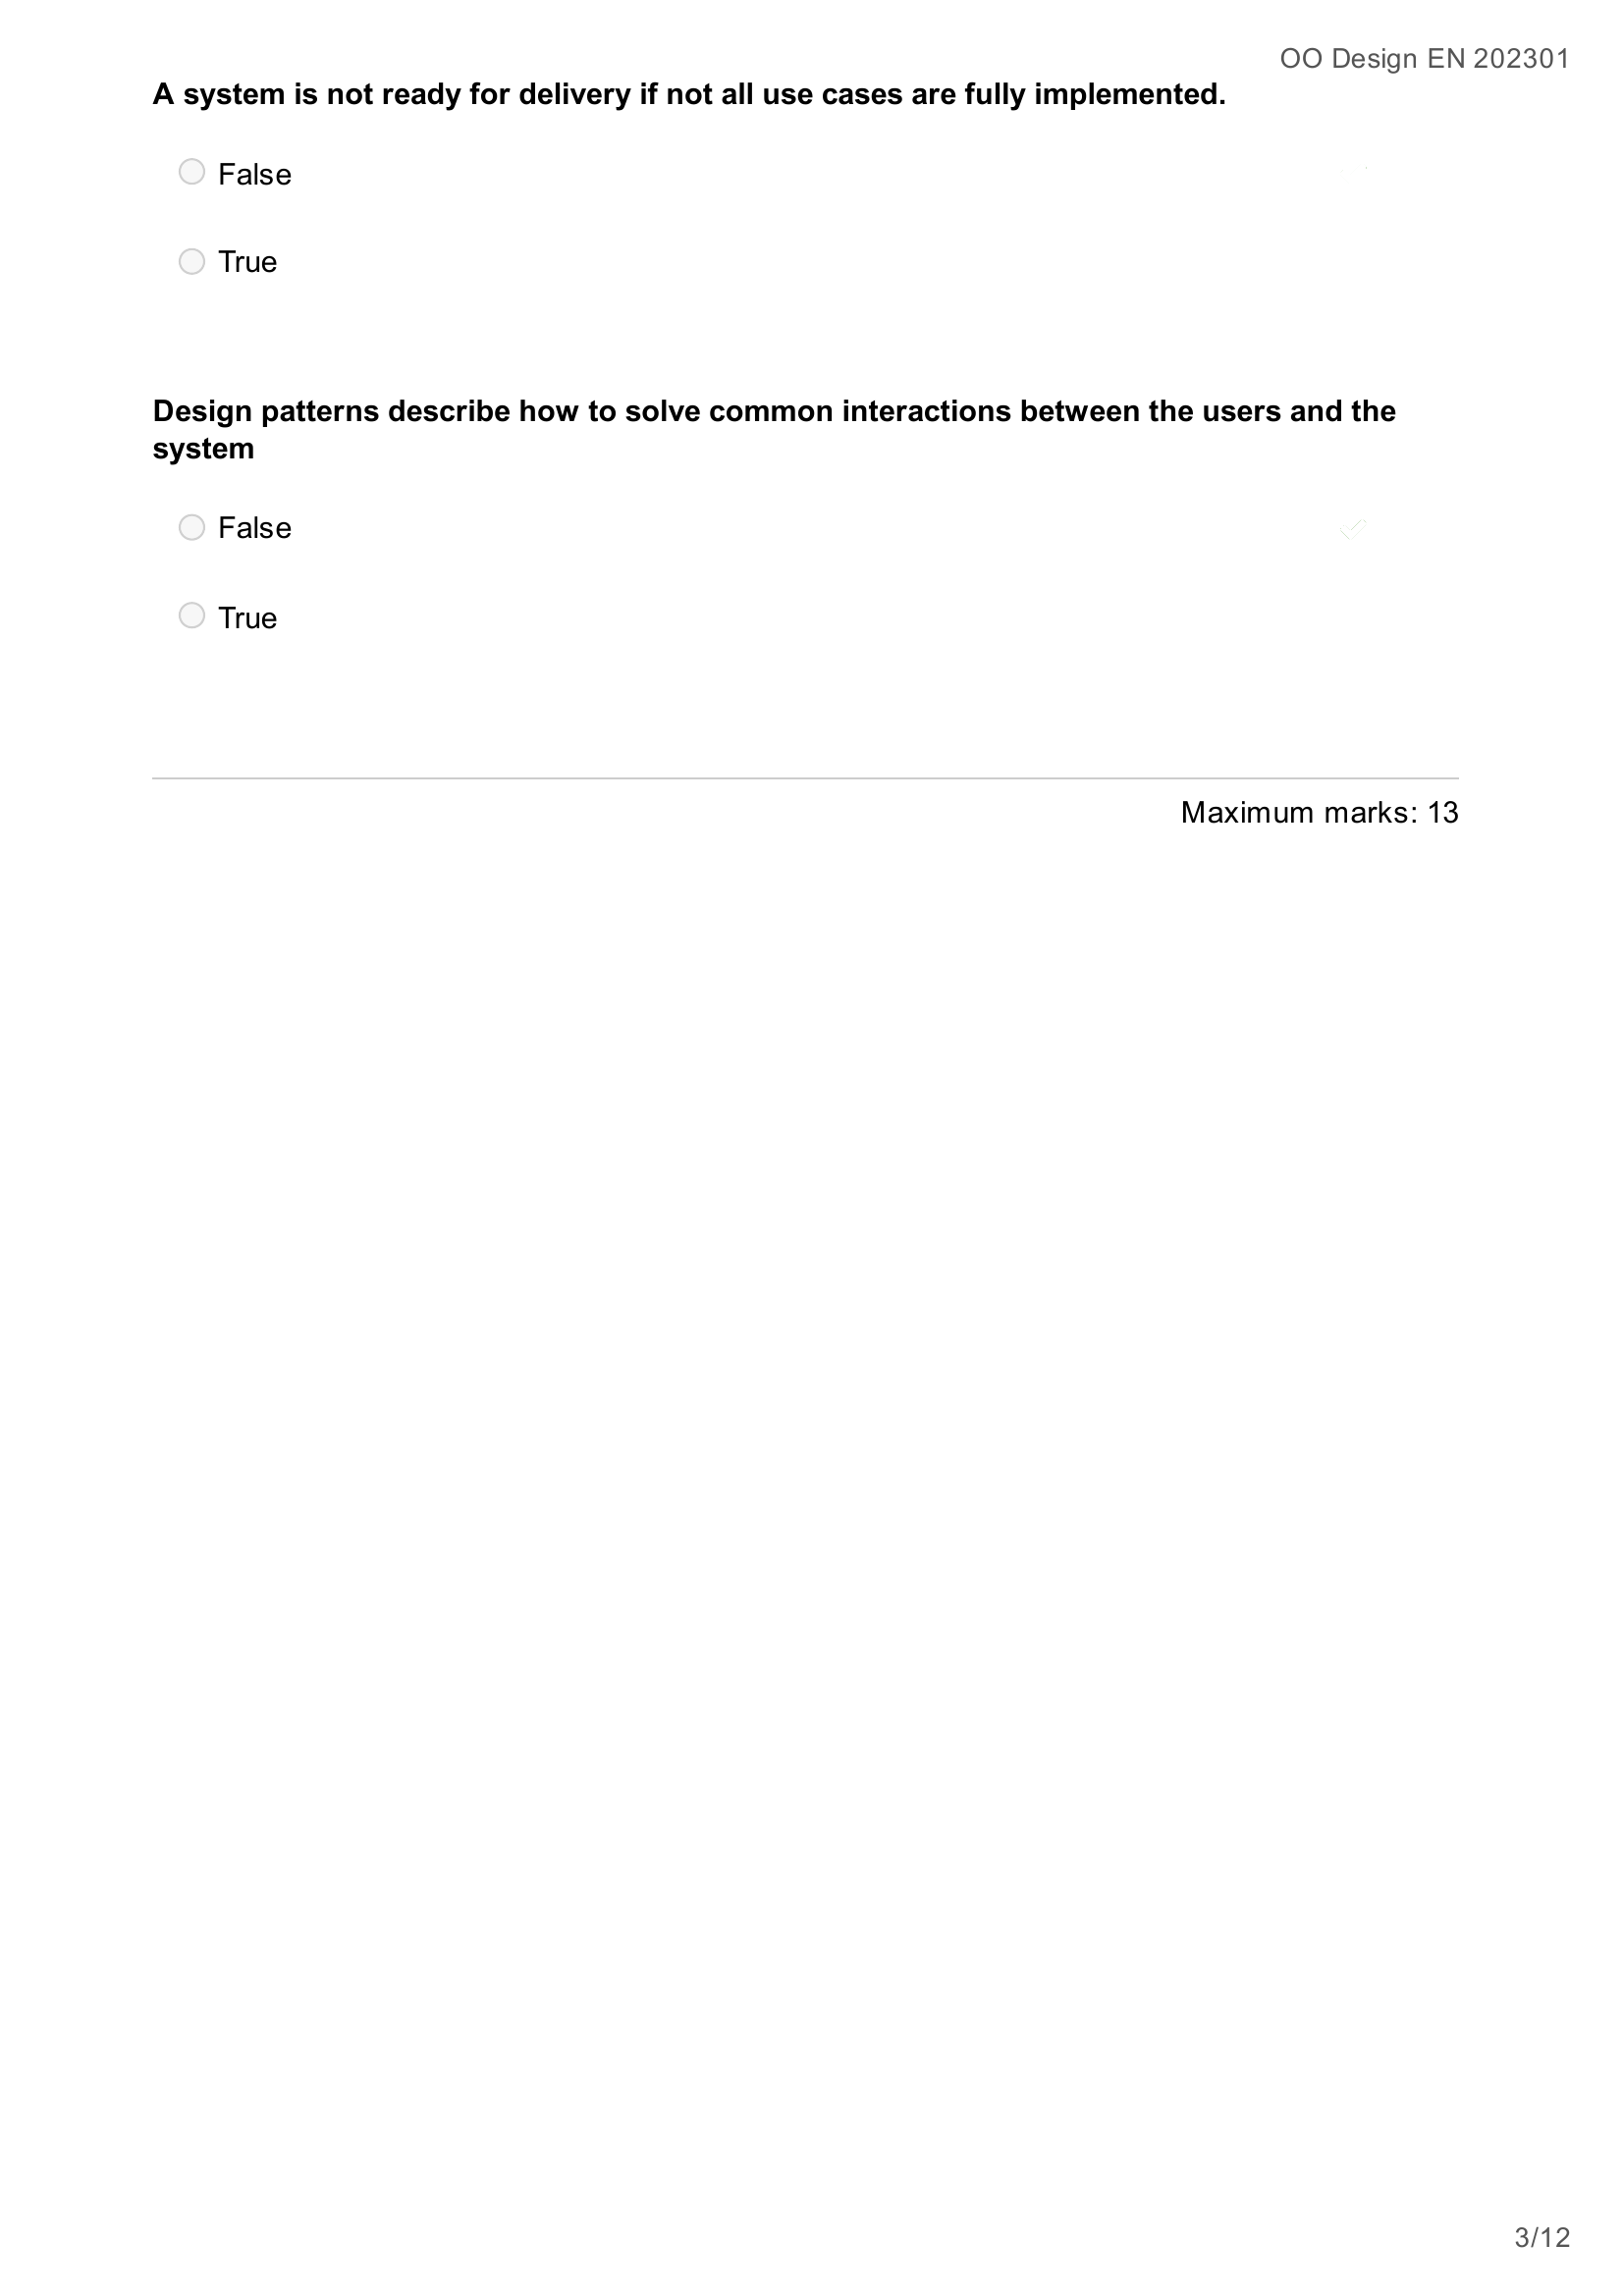 OO Design EN 202301
A system is not ready for delivery if not all use cases are fully implemented.
False
True
Design patterns describe how to solve common interactions between the users and the
system
False
True
Maximum marks: 13
3/12